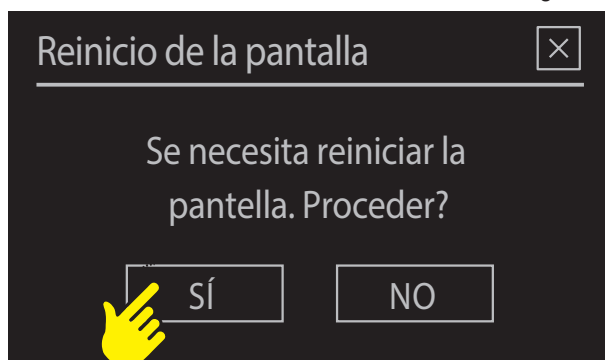 Reinicio de la pantalla
Se necesita reiniciar la
pantella. Proceder?
SÍ
NO